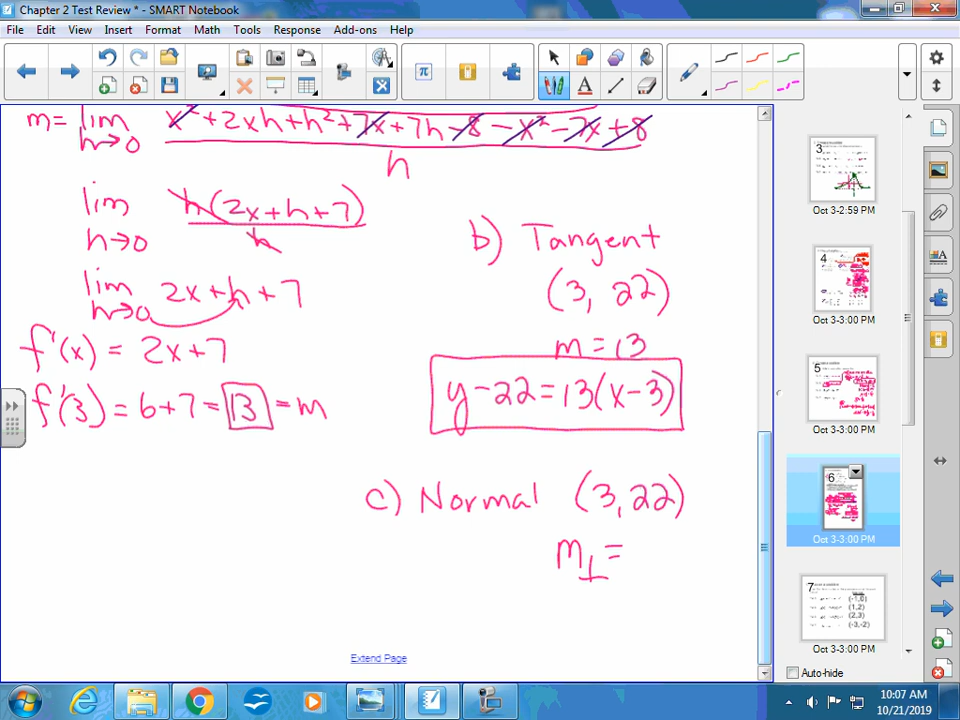 Chapter 2 Test Review * - SMART Notebook
File Edit View Insert Format Math Tools Response Add-ons Help
m= lim x² + 2xh + h² + 7x + 7h - 8 - x² - 7x + 8
h→0 h
lim h(2x + h + 7)
h→0 h
lim 2x + h + 7
h→0
f'(x) = 2x + 7
f'(3) = 6 + 7 = 13 = m
b) Tangent
(3, 22)
m = 13
y - 22 = 13(x - 3)
c) Normal (3, 22)
m⊥ =
Extend Page
3
Oct 3-2:59 PM
4
Oct 3-3:00 PM
5
Oct 3-3:00 PM
6
Oct 3-3:00 PM
7
(-1,0)
(1,2)
(2,3)
(-3,-2)
Oct 3-3:00 PM
Auto-hide
10:07 AM
10/21/2019